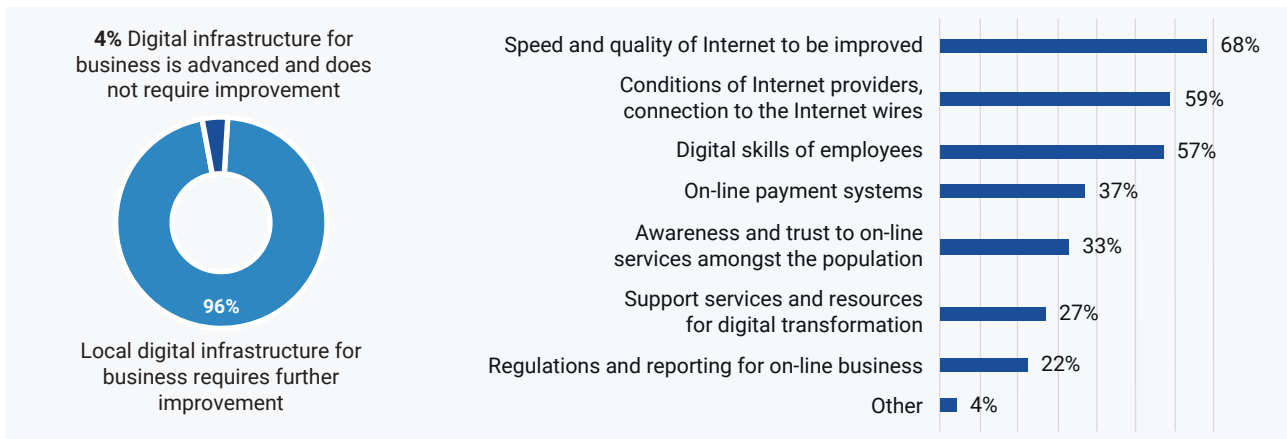 4% Digital infrastructure for
business is advanced and does
not require improvement
96%
Local digital infrastructure for
business requires further
improvement
Speed and quality of Internet to be improved
68%
Conditions of Internet providers,
connection to the Internet wires
59%
Digital skills of employees
57%
On-line payment systems
37%
Awareness and trust to on-line
services amongst the population
33%
Support services and resources
for digital transformation
27%
Regulations and reporting for on-line business
22%
Other
4%